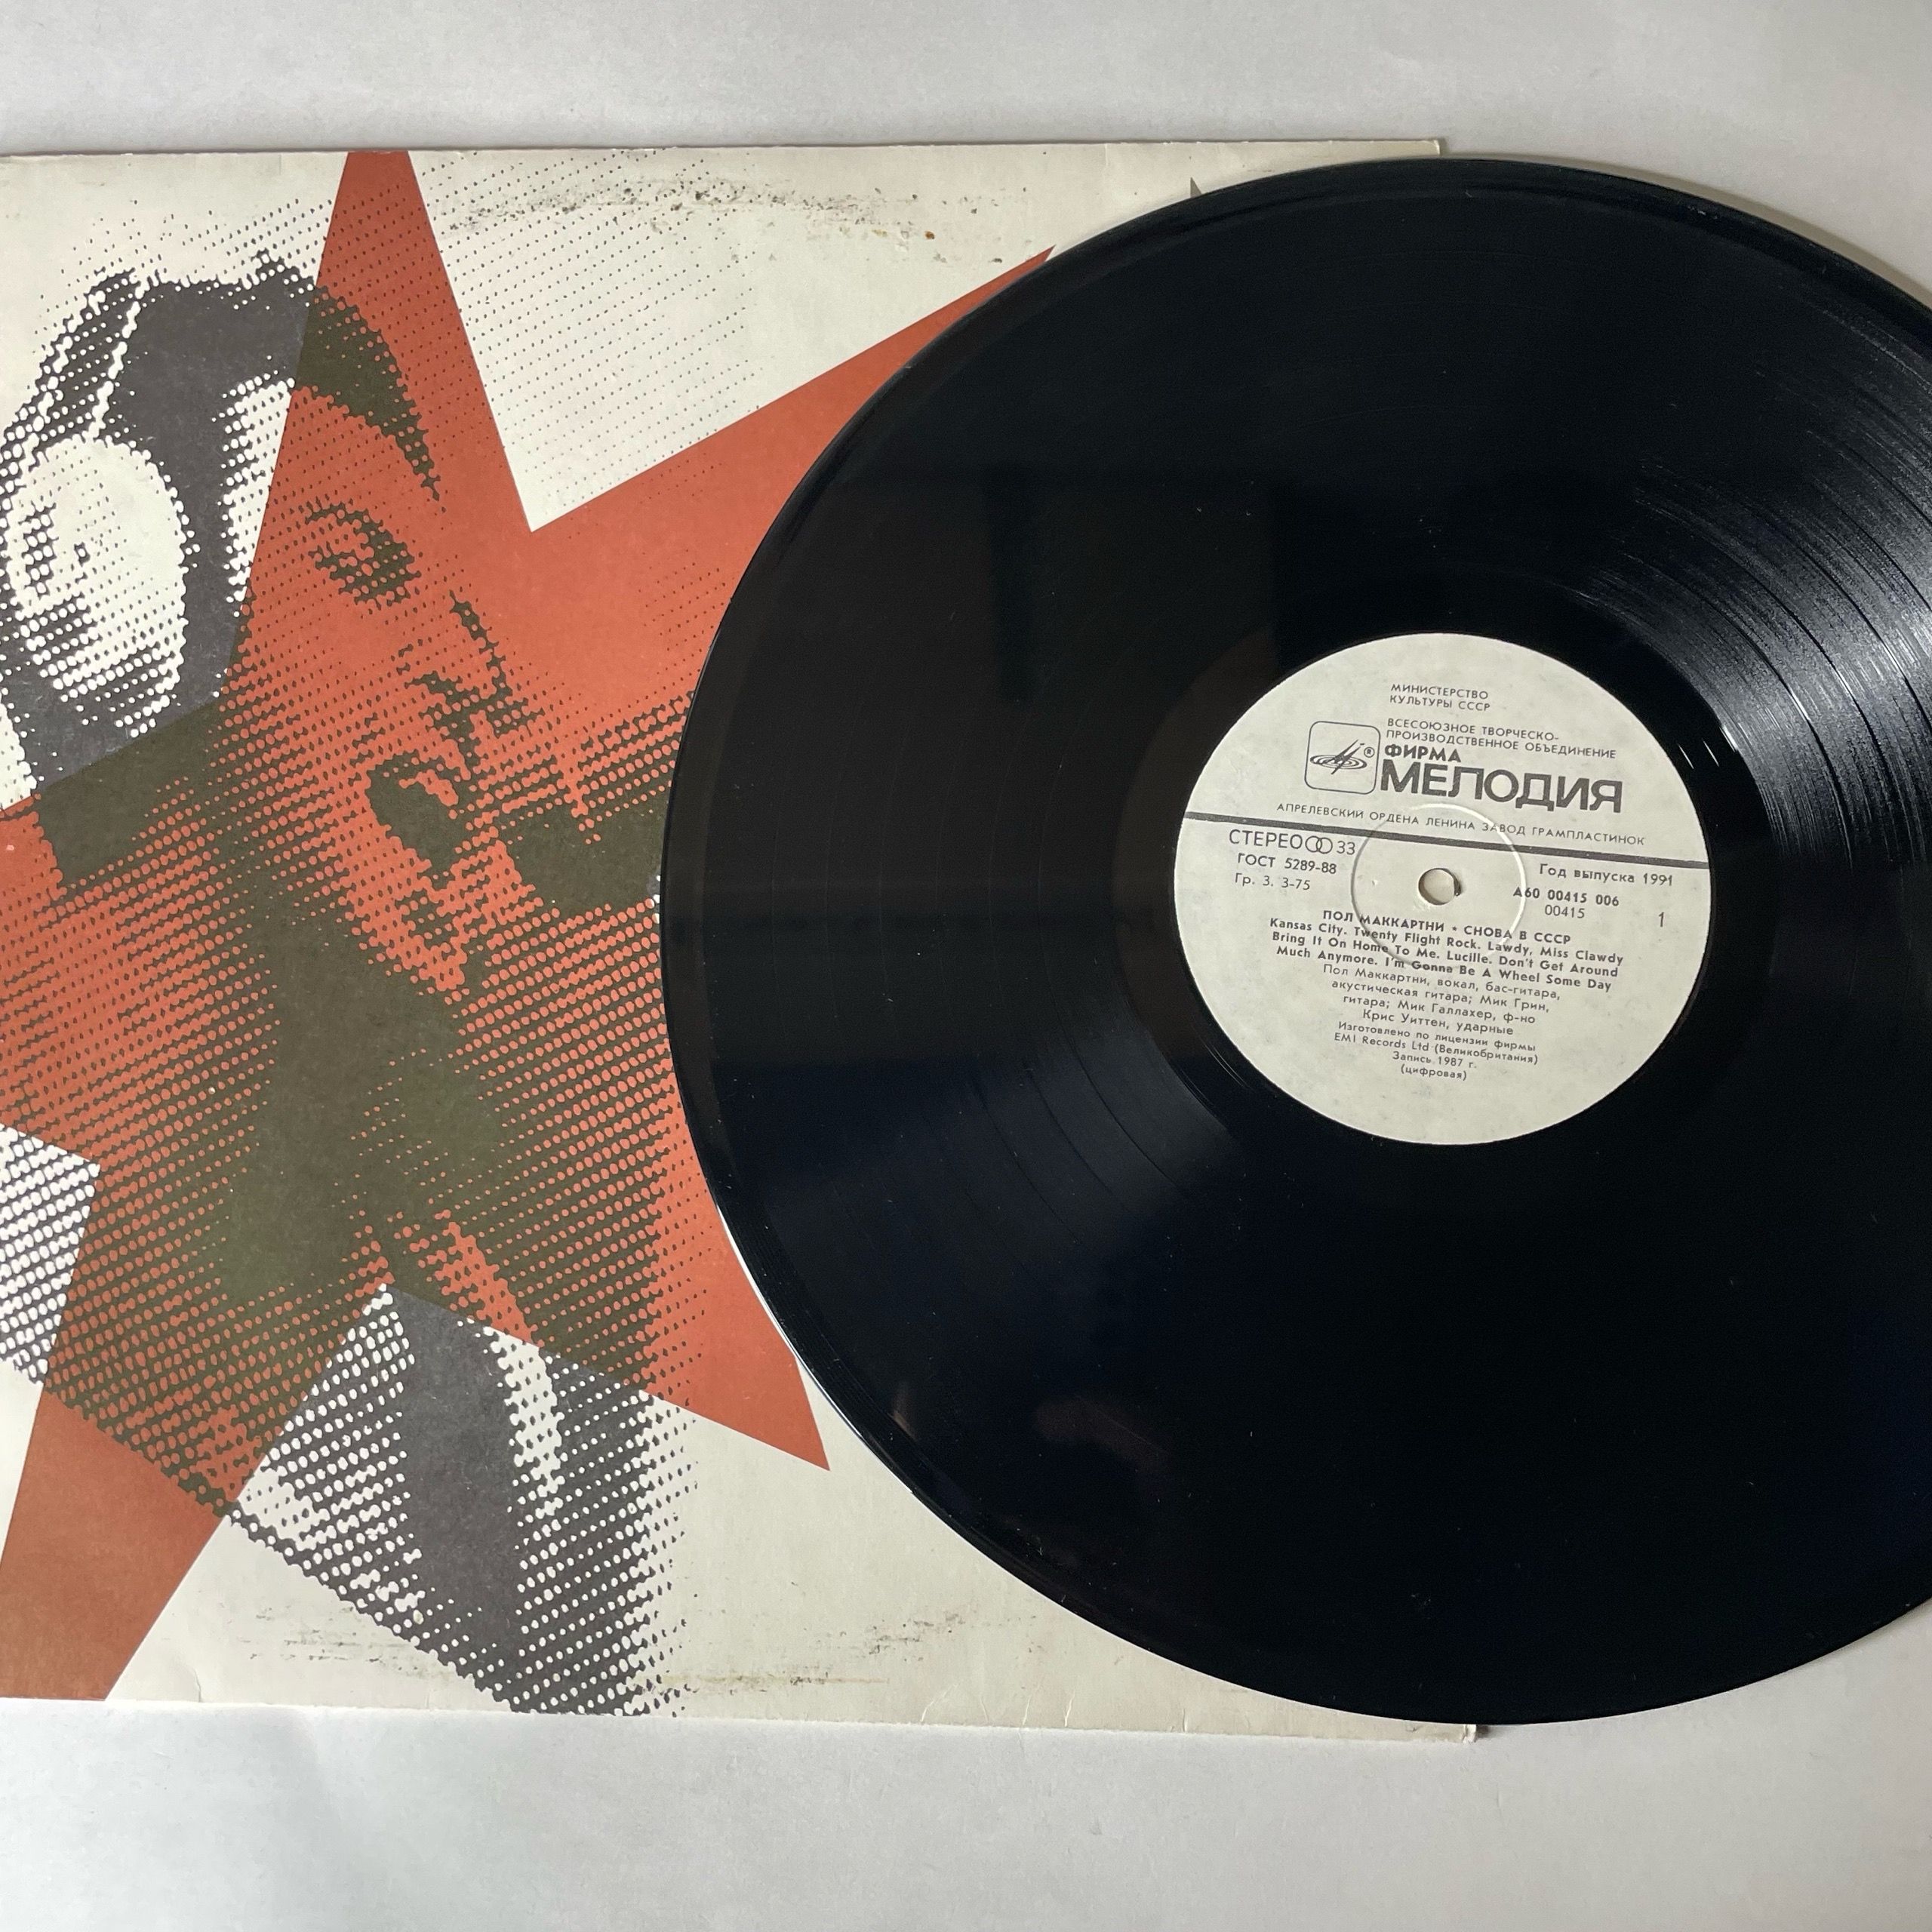 МИНИСТЕРСТВО
КУЛЬТУРЫ СССР
ВСЕСОЮЗНОЕ ТВОРЧЕСКО-
ПРОИЗВОДСТВЕННОЕ ОБЪЕДИНЕНИЕ
®
ФИРМА
МЕЛОДИЯ
АПРЕЛЕВСКИЙ ОРДЕНА ЛЕНИНА ЗАВОД ГРАМПЛАСТИНОК
СТЕРЕО 33
ГОСТ 5289-88
Гр. 3. 3-75
Год выпуска 1991
А60 00415 006
00415
1
ПОЛ МАККАРТНИ • СНОВА В СССР
Kansas City. Twenty Flight Rock. Lawdy, Miss Clawdy
Bring It On Home To Me. Lucille. Don't Get Around
Much Anymore. I'm Gonna Be A Wheel Some Day
Пол Маккартни, вокал, бас-гитара,
акустическая гитара; Мик Грин,
гитара; Мик Галлахер, ф-но
Крис Уиттен, ударные
Изготовлено по лицензии фирмы
EMI Records Ltd (Великобритания)
Запись 1987 г.
(цифровая)